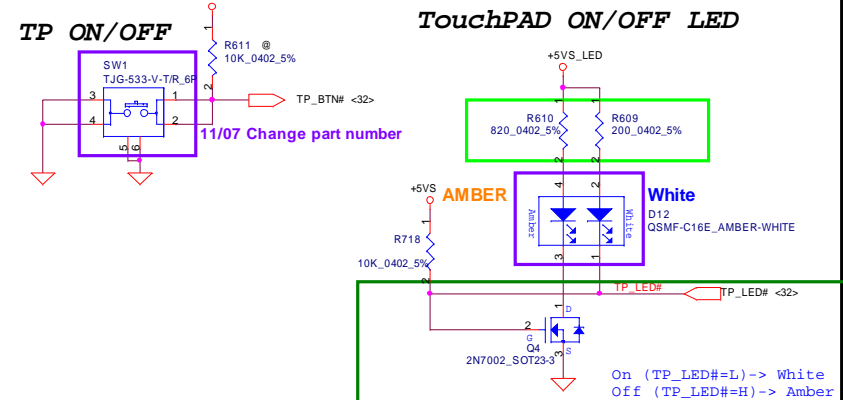 TP ON/OFF
TouchPAD ON/OFF LED
R611 @
10K_0402_5%
1
2
SW1
TJG-533-V-T/R_6P
3
1
4
2
5
6
TP_BTN# <32>
11/07 Change part number
+5VS_LED
1
1
R610
820_0402_5%
R609
200_0402_5%
2
2
+5VS
AMBER
White
4
2
Amber
White
D12
QSMF-C16E_AMBER-WHITE
3
1
1
R718
10K_0402_5%
2
TP_LED#
TP_LED# <32>
1
D
2
G
Q4
3
S
2N7002_SOT23-3
On (TP_LED#=L)-> White
Off (TP_LED#=H)-> Amber